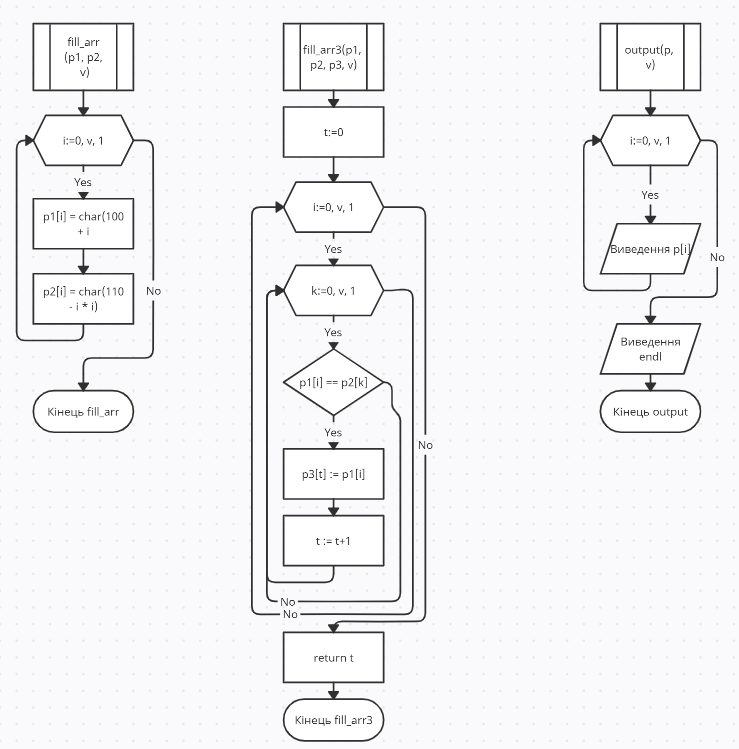 fill_arr
(p1, p2,
v)
i:=0, v, 1
Yes
p1[i] = char(100
+ i
p2[i] = char(110
- i * i)
No
Кінець fill_arr
fill_arr3(p1,
p2, p3, v)
t:=0
i:=0, v, 1
Yes
k:=0, v, 1
Yes
p1[i] == p2[k]
Yes
No
p3[t] := p1[i]
t := t+1
No
No
return t
Кінець fill_arr3
output(p,
v)
i:=0, v, 1
Yes
Виведення p[i]
No
Виведення
endl
Кінець output